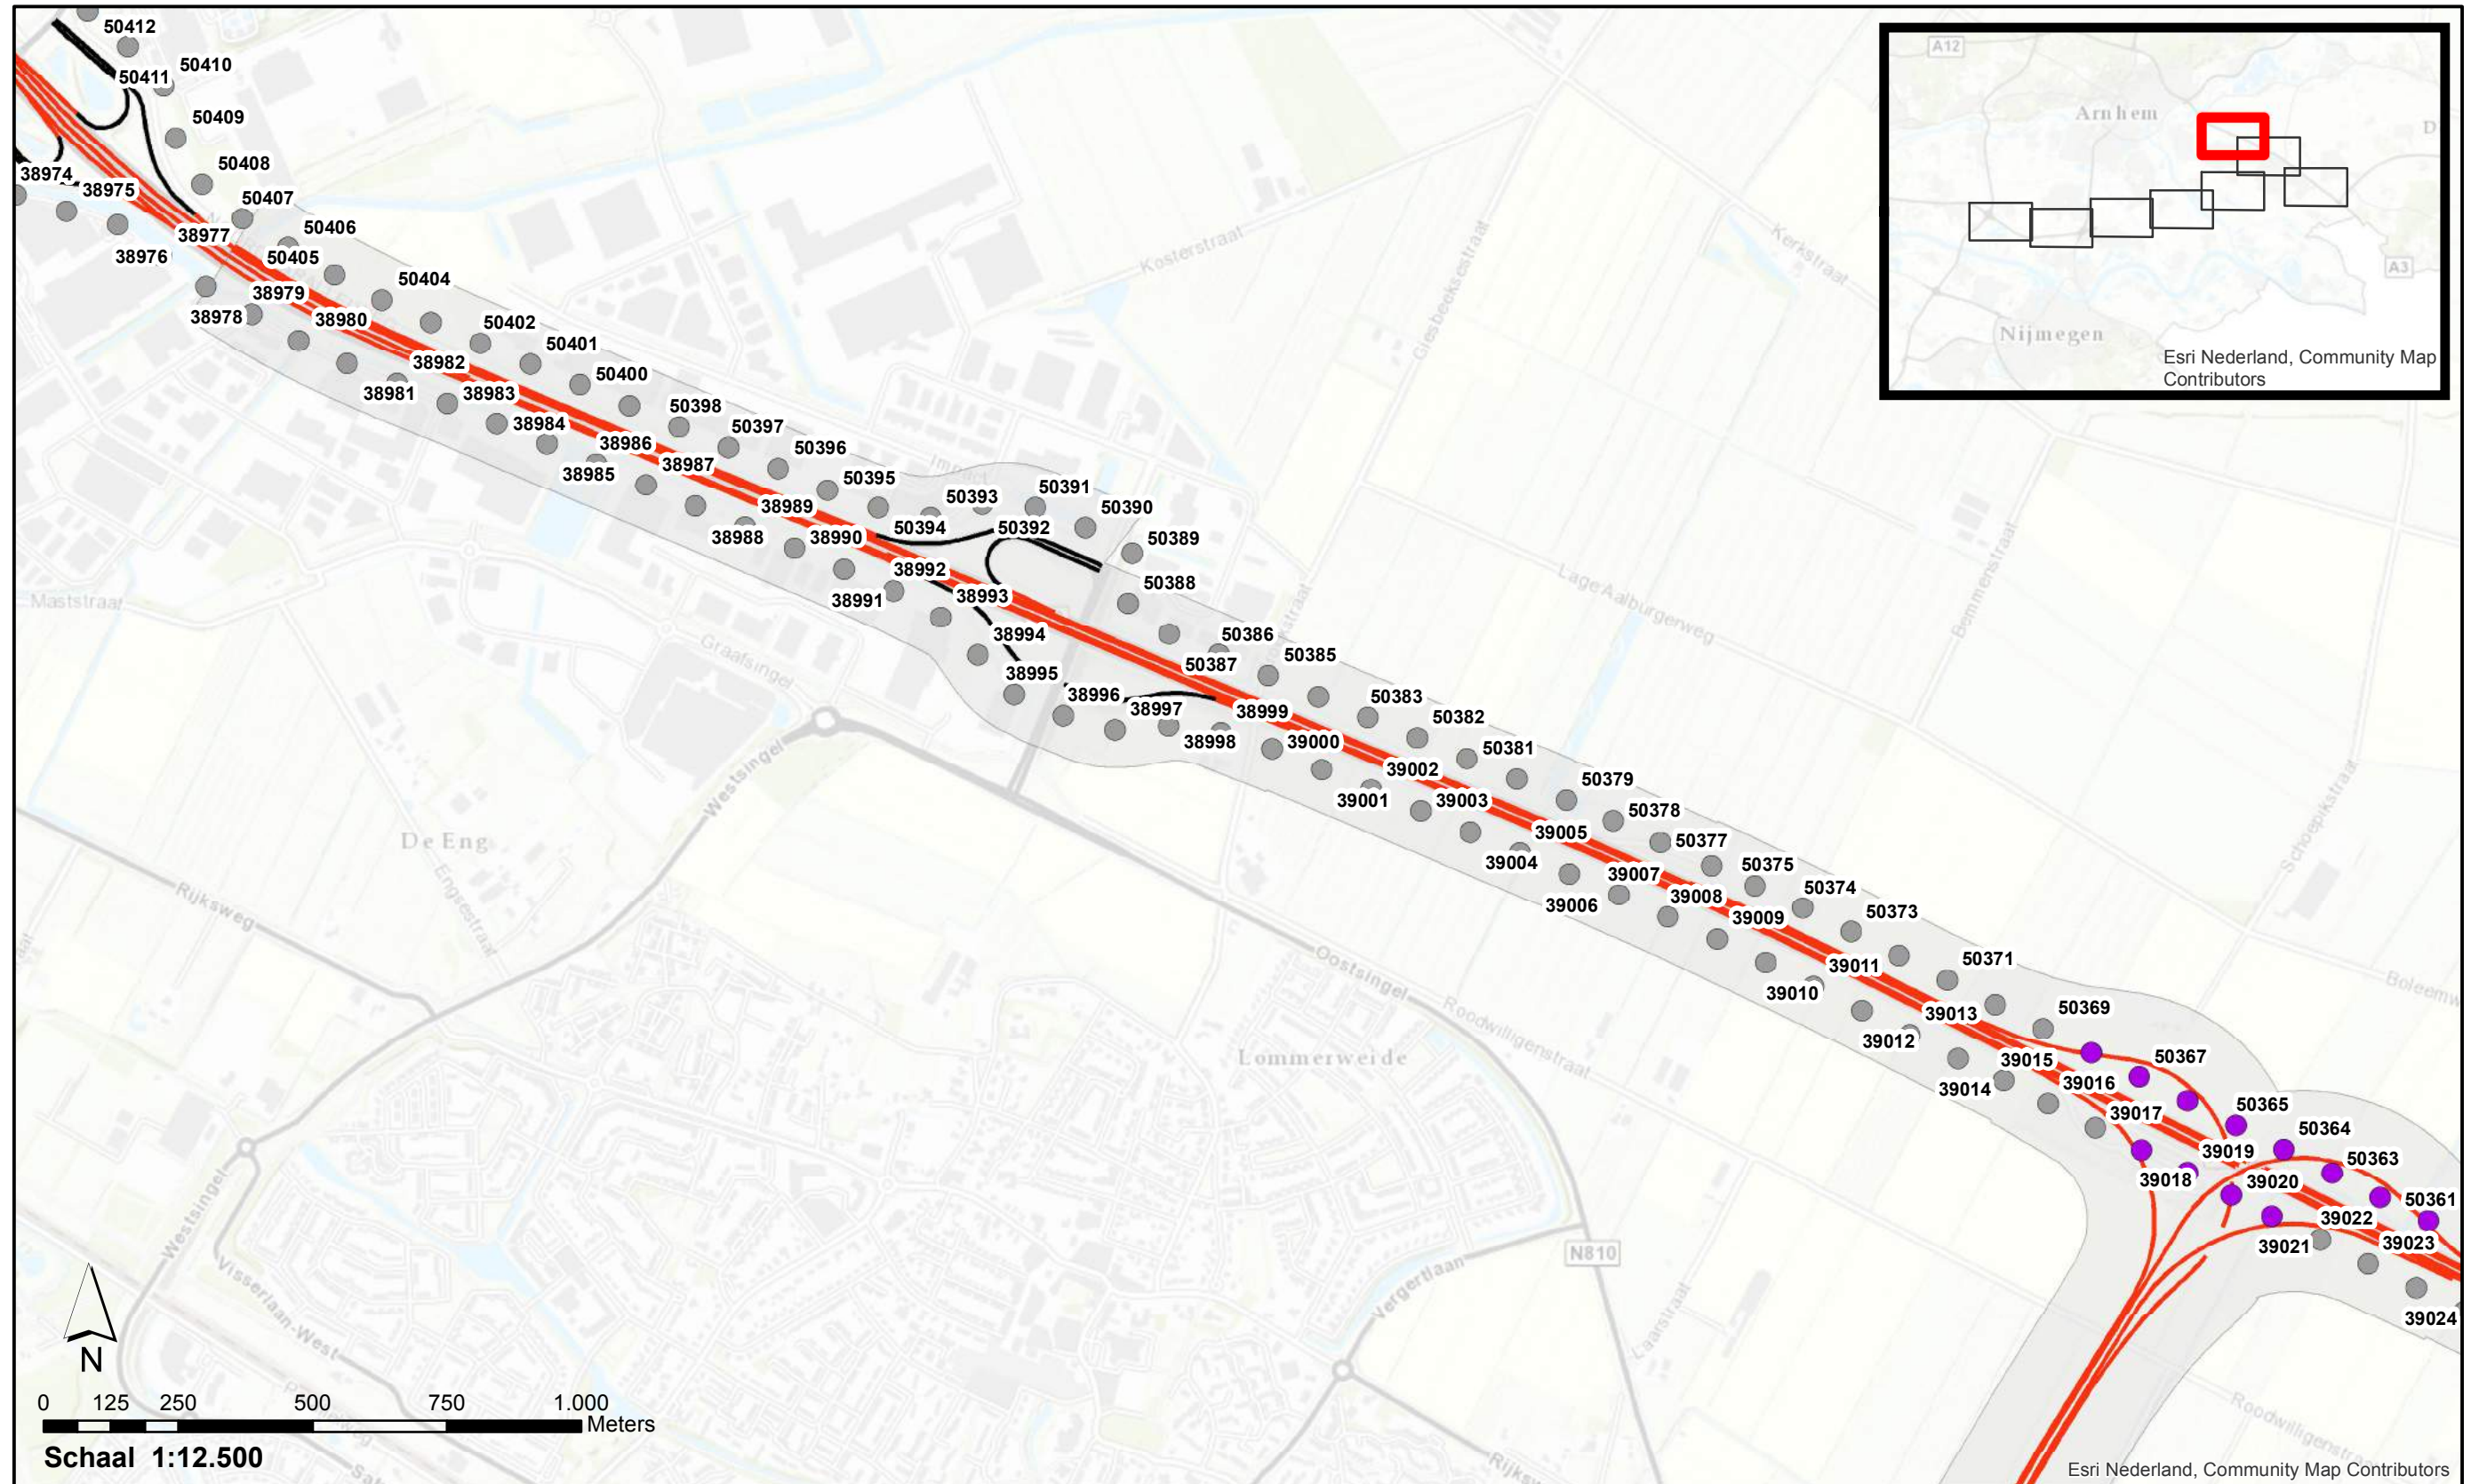 50412
50411
50410
50409
50408
50407
50406
50405
50404
50402
50401
50400
50398
50397
50396
50395
50394
50393
50392
50391
50390
50389
50388
50387
50386
50385
50383
50382
50381
50379
50378
50377
50375
50374
50373
50371
50369
50367
50365
50364
50363
50361
38974
38975
38976
38977
38978
38979
38980
38981
38982
38983
38984
38985
38986
38987
38988
38989
38990
38991
38992
38993
38994
38995
38996
38997
38998
38999
39000
39001
39002
39003
39004
39005
39006
39007
39008
39009
39010
39011
39012
39013
39014
39015
39016
39017
39018
39019
39020
39021
39022
39023
39024
A12
Arnhem
D
A3
Nijmegen
Esri Nederland, Community Map
Contributors
Kosterstraat
Giesbeeksestraat
Kerkstraat
Lage Aalburgerweg
Bemmenstraat
Schoepikstraat
Boleemw
Impact
Maststraat
Graafsingel
Westsingel
De Eng
Engsestraat
Rijksweg
Oostsingel
Roodwilligenstraat
Lommerweide
N810
Vergertlaan
Laarstraat
Westsingel
Visserlaan-West
Rijksw
Roodwilligenstr
N
0 125 250 500 750 1.000
Meters
Schaal 1:12.500
Esri Nederland, Community Map Contributors